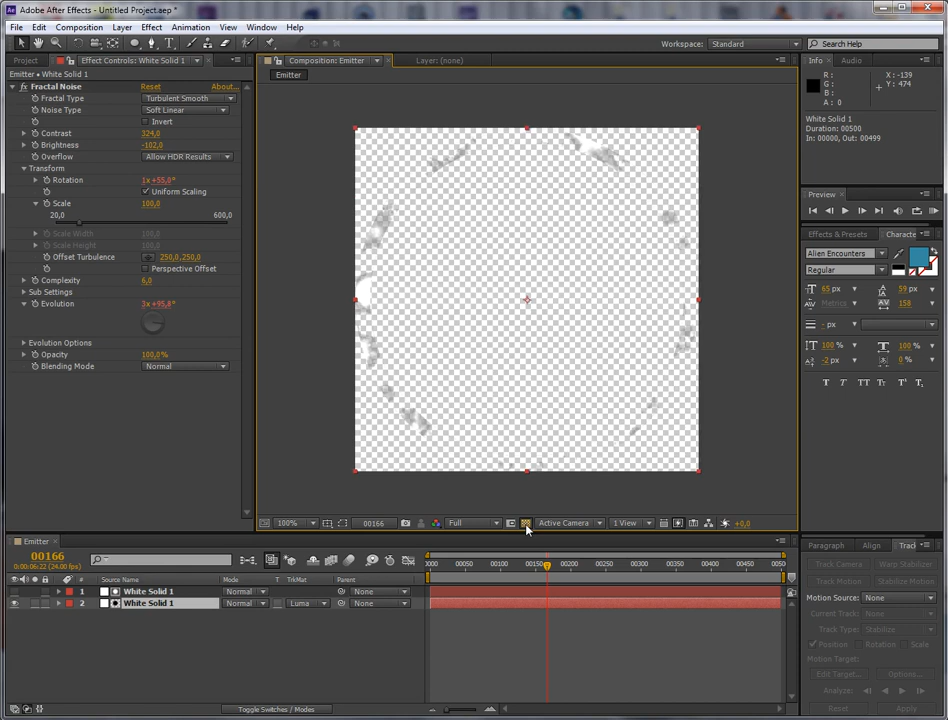 Adobe After Effects - Untitled Project.aep *
File Edit Composition Layer Effect Animation View Window Help
Workspace: Standard Search Help
Project Effect Controls: White Solid 1
Emitter • White Solid 1
Fractal Noise Reset About...
Fractal Type Turbulent Smooth
Noise Type Soft Linear
Invert
Contrast 324,0
Brightness -102,0
Overflow Allow HDR Results
Transform
Rotation 1x+55,0°
Uniform Scaling
Scale 100,0
20,0 600,0
Scale Width 100,0
Scale Height 100,0
Offset Turbulence 250,0,250,0
Perspective Offset
Complexity 6,0
Sub Settings
Evolution 3x+95,8°
Evolution Options
Opacity 100,0%
Blending Mode Normal
Composition: Emitter Layer: (none)
Emitter
100% 00166 Full Active Camera 1 View +0,0
Info Audio
R : X : -139
G : Y : 474
B :
A : 0
White Solid 1
Duration: 00500
In: 00000, Out: 00499
Preview
Effects & Presets Characte
Alien Encounters
Regular
65 px 59 px
Metrics 158
- px
100 % 100 %
-2 px 0 %
T T TT Tt T¹ T₁
Paragraph Align Track
Track Camera Warp Stabilizer
Track Motion Stabilize Motion
Motion Source: None
Current Track: None
Track Type: Stabilize
Position Rotation Scale
Motion Target:
Edit Target... Options...
Analyze:
Reset Apply
Emitter
00166
0:00:06:22 (24.00 fps)
00050 00100 00150 00200 00250 00300 00350 00400 00450 0050
# Source Name Mode T TrkMat Parent
1 White Solid 1 Normal None
2 White Solid 1 Normal Luma None
Toggle Switches / Modes